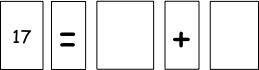 17 = +